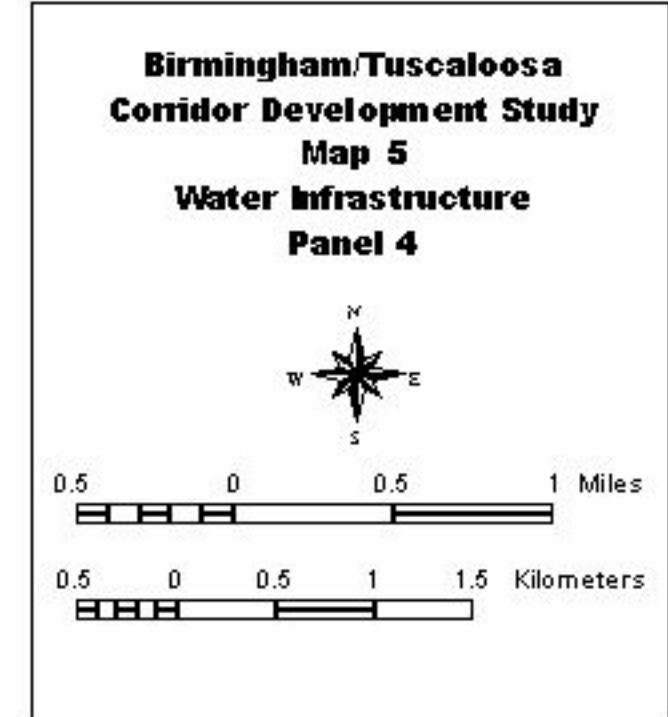 Birmingham/Tuscaloosa
Corridor Development Study
Map 5
Water Infrastructure
Panel 4
N
W E
S
0.5 0 0.5 1 Miles
0.5 0 0.5 1 1.5 Kilometers